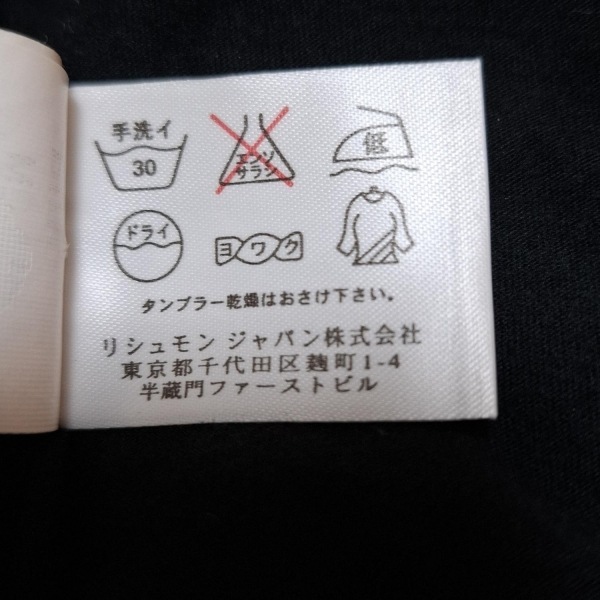 手洗イ
30
エンソ
サラシ
低
ドライ
ヨワク
タンブラー乾燥はおさけ下さい。
リシュモン ジャパン株式会社
東京都千代田区麹町1-4
半蔵門ファーストビル